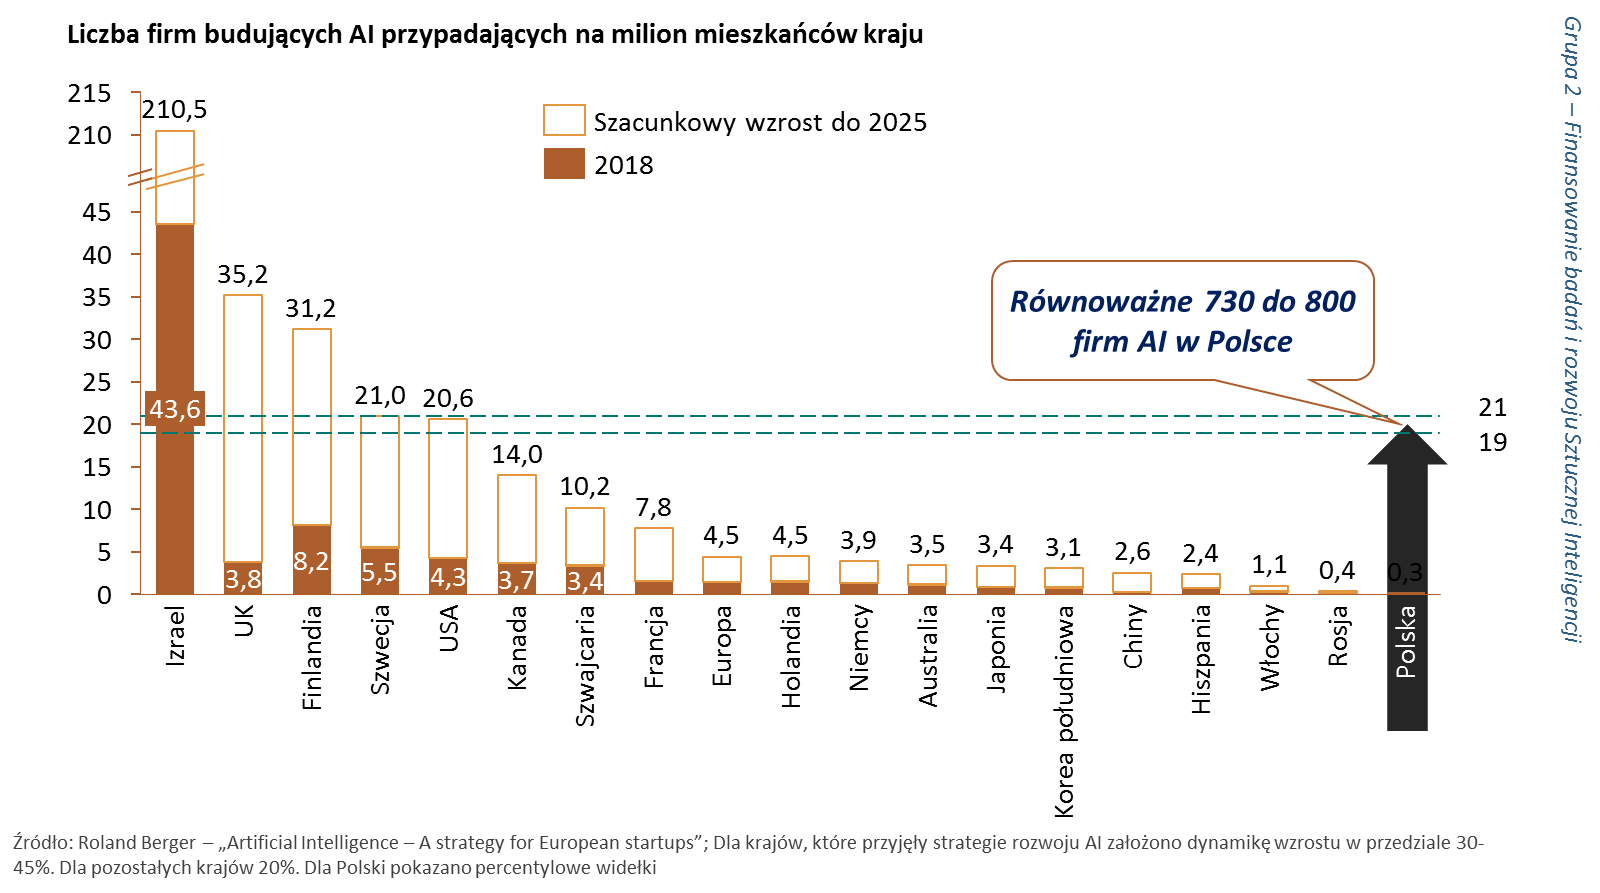 Liczba firm budujących AI przypadających na milion mieszkańców kraju
Grupa 2 – Finansowanie badań i rozwoju Sztucznej Inteligencji
Szacunkowy wzrost do 2025
2018
215
210
45
40
35
30
25
20
15
10
5
0
210,5
43,6
35,2
3,8
31,2
8,2
21,0
5,5
20,6
4,3
14,0
3,7
10,2
3,4
7,8
4,5
4,5
3,9
3,5
3,4
3,1
2,6
2,4
1,1
0,4
0,3
Równoważne 730 do 800
firm AI w Polsce
21
19
Izrael
UK
Finlandia
Szwecja
USA
Kanada
Szwajcaria
Francja
Europa
Holandia
Niemcy
Australia
Japonia
Korea południowa
Chiny
Hiszpania
Włochy
Rosja
Polska
Źródło: Roland Berger – „Artificial Intelligence – A strategy for European startups”; Dla krajów, które przyjęły strategie rozwoju AI założono dynamikę wzrostu w przedziale 30-
45%. Dla pozostałych krajów 20%. Dla Polski pokazano percentylowe widełki